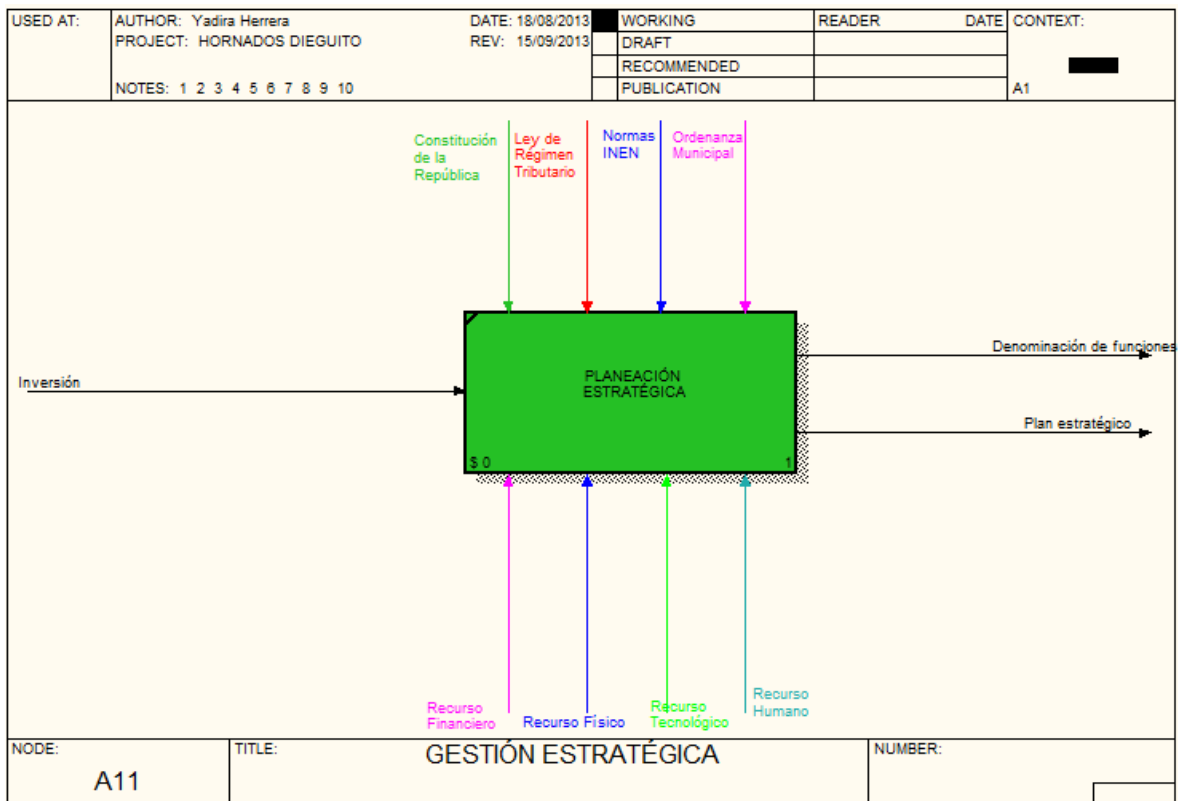 USED AT:
AUTHOR: Yadira Herrera
DATE: 18/08/2013
PROJECT: HORNADOS DIEGUITO
REV: 15/09/2013
NOTES: 1 2 3 4 5 6 7 8 9 10
WORKING
DRAFT
RECOMMENDED
PUBLICATION
READER
DATE
CONTEXT:
A1
Constitución
de la
República
Ley de
Régimen
Tributario
Normas
INEN
Ordenanza
Municipal
Inversión
PLANEACIÓN
ESTRATÉGICA
$ 0
1
Denominación de funciones
Plan estratégico
Recurso
Financiero
Recurso Físico
Recurso
Tecnológico
Recurso
Humano
NODE:
A11
TITLE:
GESTIÓN ESTRATÉGICA
NUMBER: